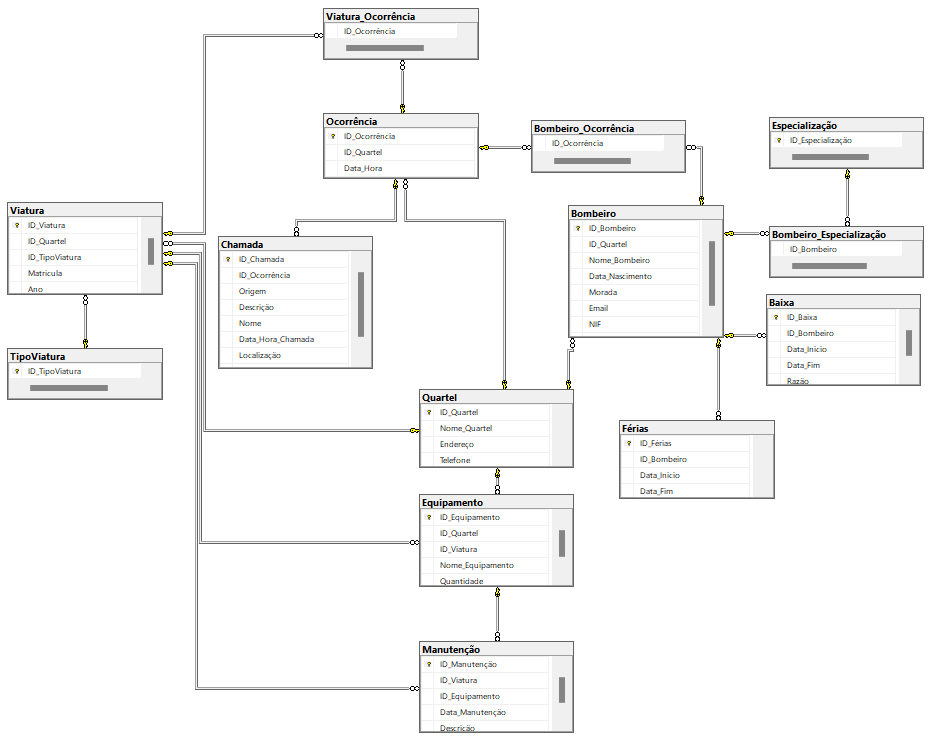 Viatura_Ocorrência
ID_Ocorrência
Ocorrência
ID_Ocorrência
ID_Quartel
Data_Hora
Bombeiro_Ocorrência
ID_Ocorrência
Especialização
ID_Especialização
Viatura
ID_Viatura
ID_Quartel
ID_TipoViatura
Matricula
Ano
Bombeiro
ID_Bombeiro
ID_Quartel
Nome_Bombeiro
Data_Nascimento
Morada
Email
NIF
Bombeiro_Especialização
ID_Bombeiro
Chamada
ID_Chamada
ID_Ocorrência
Origem
Descrição
Nome
Data_Hora_Chamada
Localização
Baixa
ID_Baixa
ID_Bombeiro
Data_Inicio
Data_Fim
Razão
TipoViatura
ID_TipoViatura
Quartel
ID_Quartel
Nome_Quartel
Endereço
Telefone
Férias
ID_Férias
ID_Bombeiro
Data_Inicio
Data_Fim
Equipamento
ID_Equipamento
ID_Quartel
ID_Viatura
Nome_Equipamento
Quantidade
Manutenção
ID_Manutenção
ID_Viatura
ID_Equipamento
Data_Manutenção
Descrição